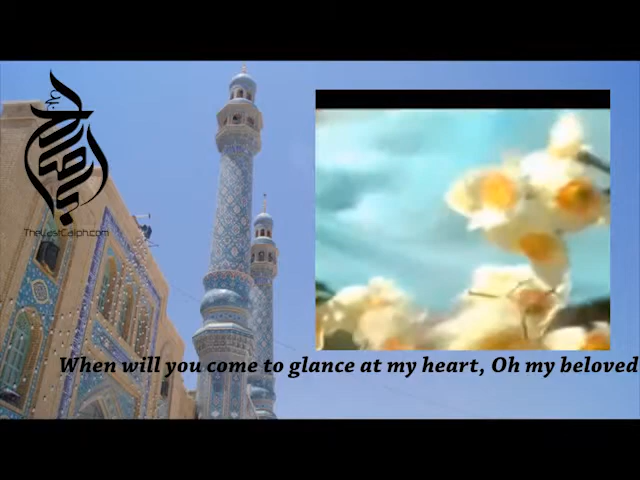 TheLastCaliph.com
When will you come to glance at my heart, Oh my beloved